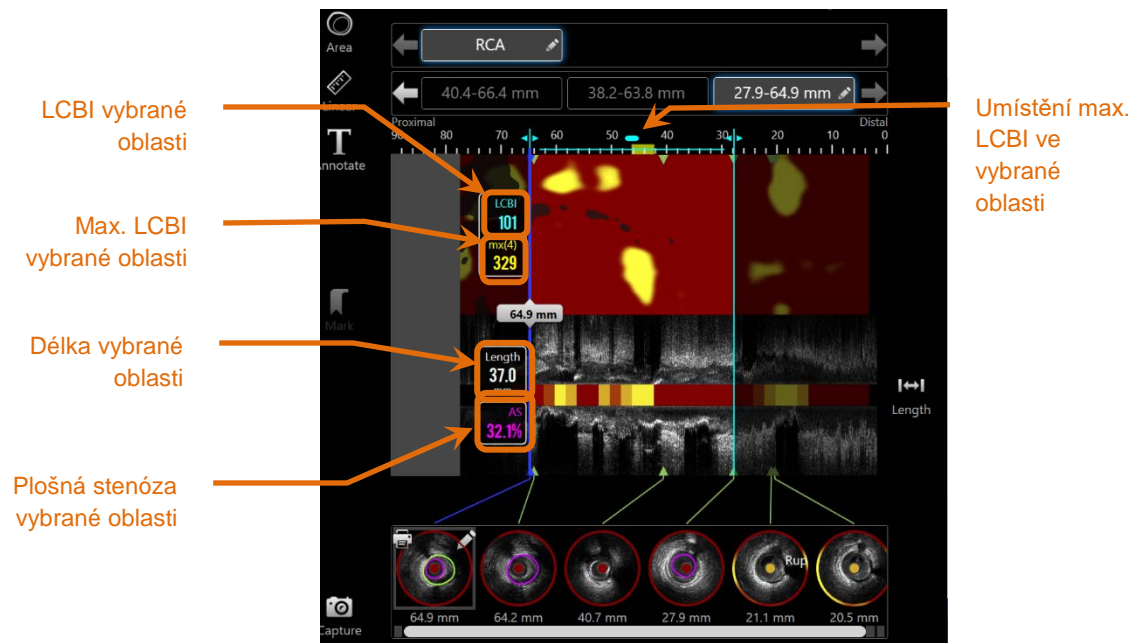 Area
RCA
Linear
40.4-66.4 mm
38.2-63.8 mm
27.9-64.9 mm
Proximal
Distal
90 80 70 60 50 40 30 20 10 0
Annotate
LCBI vybrané
oblasti
Umístění max.
LCBI ve
vybrané
oblasti
LCBI
101
mx(4)
329
Max. LCBI
vybrané oblasti
Mark
64.9 mm
Délka vybrané
oblasti
Length
37.0
mm
Length
AS
32.1%
Plošná stenóza
vybrané oblasti
Rup
64.9 mm
64.2 mm
40.7 mm
27.9 mm
21.1 mm
20.5 mm
Capture